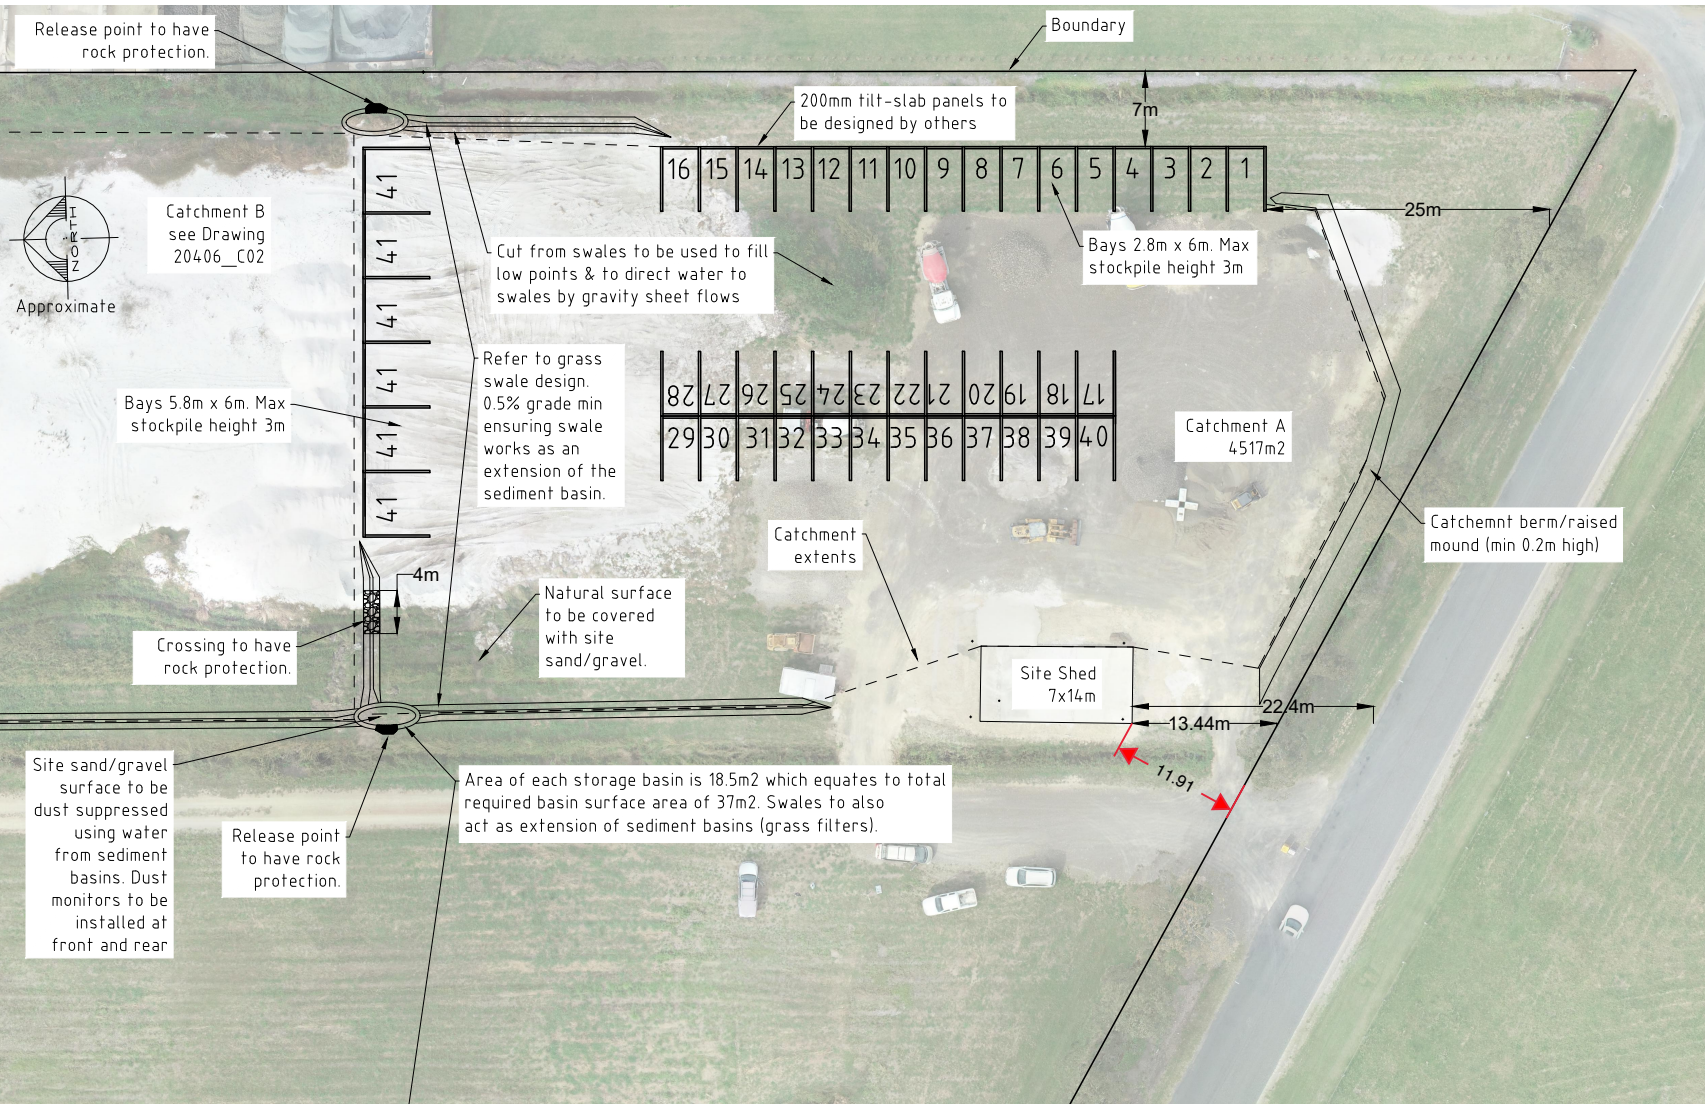 Release point to have
rock protection.
Boundary
200mm tilt-slab panels to
be designed by others
7m
16 15 14 13 12 11 10 9 8 7 6 5 4 3 2 1
41
41
41
41
41
41
Catchment B
see Drawing
20406_C02
NORTH
Approximate
25m
Cut from swales to be used to fill
low points & to direct water to
swales by gravity sheet flows
Bays 2.8m x 6m. Max
stockpile height 3m
Refer to grass
swale design.
0.5% grade min
ensuring swale
works as an
extension of the
sediment basin.
Bays 5.8m x 6m. Max
stockpile height 3m
28 27 26 25 24 23 22 21 20 19 18 17
29 30 31 32 33 34 35 36 37 38 39 40
Catchment A
4517m2
Catchemnt berm/raised
mound (min 0.2m high)
Catchment
extents
4m
Natural surface
to be covered
with site
sand/gravel.
Crossing to have
rock protection.
Site Shed
7x14m
22.4m
13.44m
11.91
Site sand/gravel
surface to be
dust suppressed
using water
from sediment
basins. Dust
monitors to be
installed at
front and rear
Release point
to have rock
protection.
Area of each storage basin is 18.5m2 which equates to total
required basin surface area of 37m2. Swales to also
act as extension of sediment basins (grass filters).